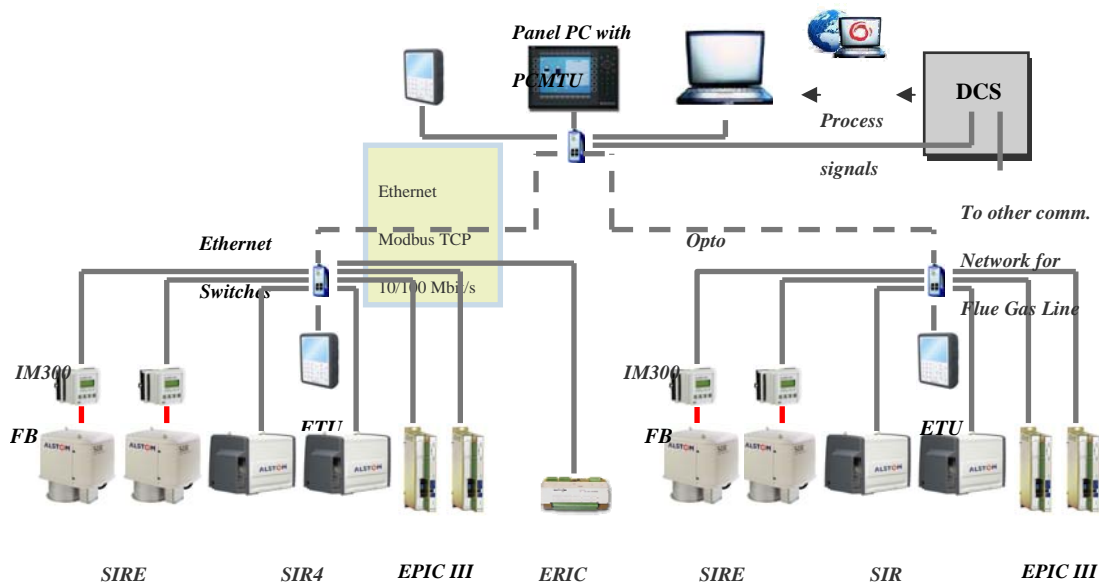 Panel PC with
PCMTU
DCS
Process
signals
Ethernet
Modbus TCP
10/100 Mbit/s
To other comm.
Network for
Flue Gas Line
Ethernet
Switches
Opto
IM300
IM300
FB
ETU
FB
ETU
ALSTOM
ALSTOM
ALSTOM
ALSTOM
ALSTOM
ALSTOM
ALSTOM
ALSTOM
SIRE
SIR4
EPIC III
ERIC
SIRE
SIR
EPIC III